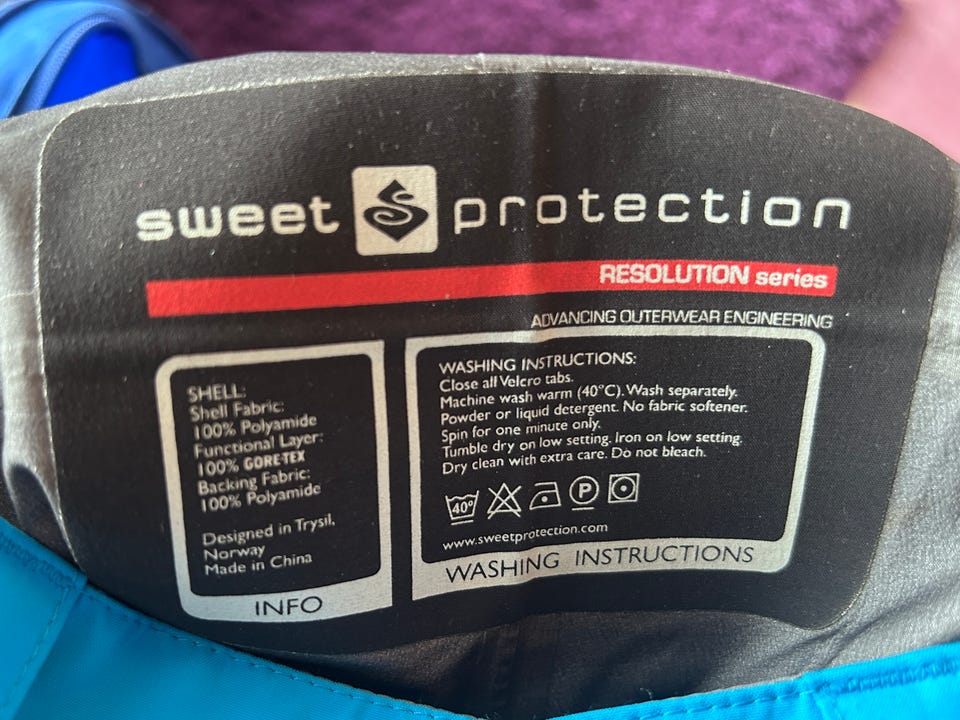 sweet protection
RESOLUTION series
ADVANCING OUTERWEAR ENGINEERING
SHELL:
Shell Fabric:
100% Polyamide
Functional Layer:
100% GORE-TEX
Backing Fabric:
100% Polyamide
Designed in Trysil,
Norway
Made in China
INFO
WASHING INSTRUCTIONS:
Close all Velcro tabs.
Machine wash warm (40°C). Wash separately.
Powder or liquid detergent. No fabric softener.
Spin for one minute only.
Tumble dry on low setting. Iron on low setting.
Dry clean with extra care. Do not bleach.
40° P
www.sweetprotection.com
WASHING INSTRUCTIONS